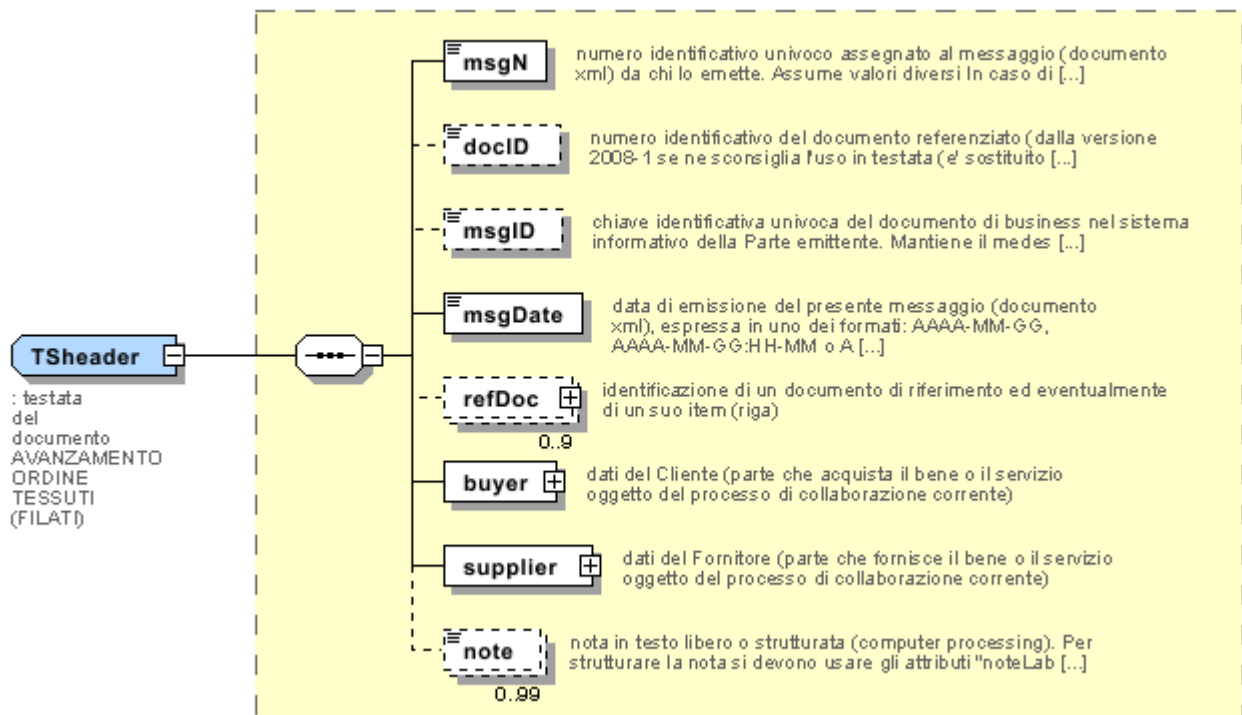 msgN
numero identificativo univoco assegnato al messaggio (documento
xml) da chi lo emette. Assume valori diversi In caso di [...]
docID
numero identificativo del documento referenziato (dalla versione
2008-1 se ne sconsiglia l'uso in testata (e' sostituito [...]
msgID
chiave identificativa univoca del documento di business nel sistema
informativo della Parte emittente. Mantiene il medes [...]
msgDate
data di emissione del presente messaggio (documento
xml), espressa in uno dei formati: AAAA-MM-GG,
AAAA-MM-GG:HH-MM o A [...]
TSheader
: testata
del
documento
AVANZAMENTO
ORDINE
TESSUTI
(FILATI)
refDoc
identificazione di un documento di riferimento ed eventualmente
di un suo item (riga)
0..9
buyer
dati del Cliente (parte che acquista il bene o il servizio
oggetto del processo di collaborazione corrente)
supplier
dati del Fornitore (parte che fornisce il bene o il servizio
oggetto del processo di collaborazione corrente)
note
nota in testo libero o strutturata (computer processing). Per
strutturare la nota si devono usare gli attributi "noteLab [...]
0..99